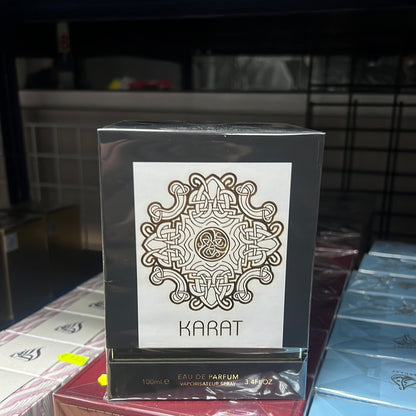 KARAT
EAU DE PARFUM
100ml.e VAPORISATEUR SPRAY 3.4FL.OZ